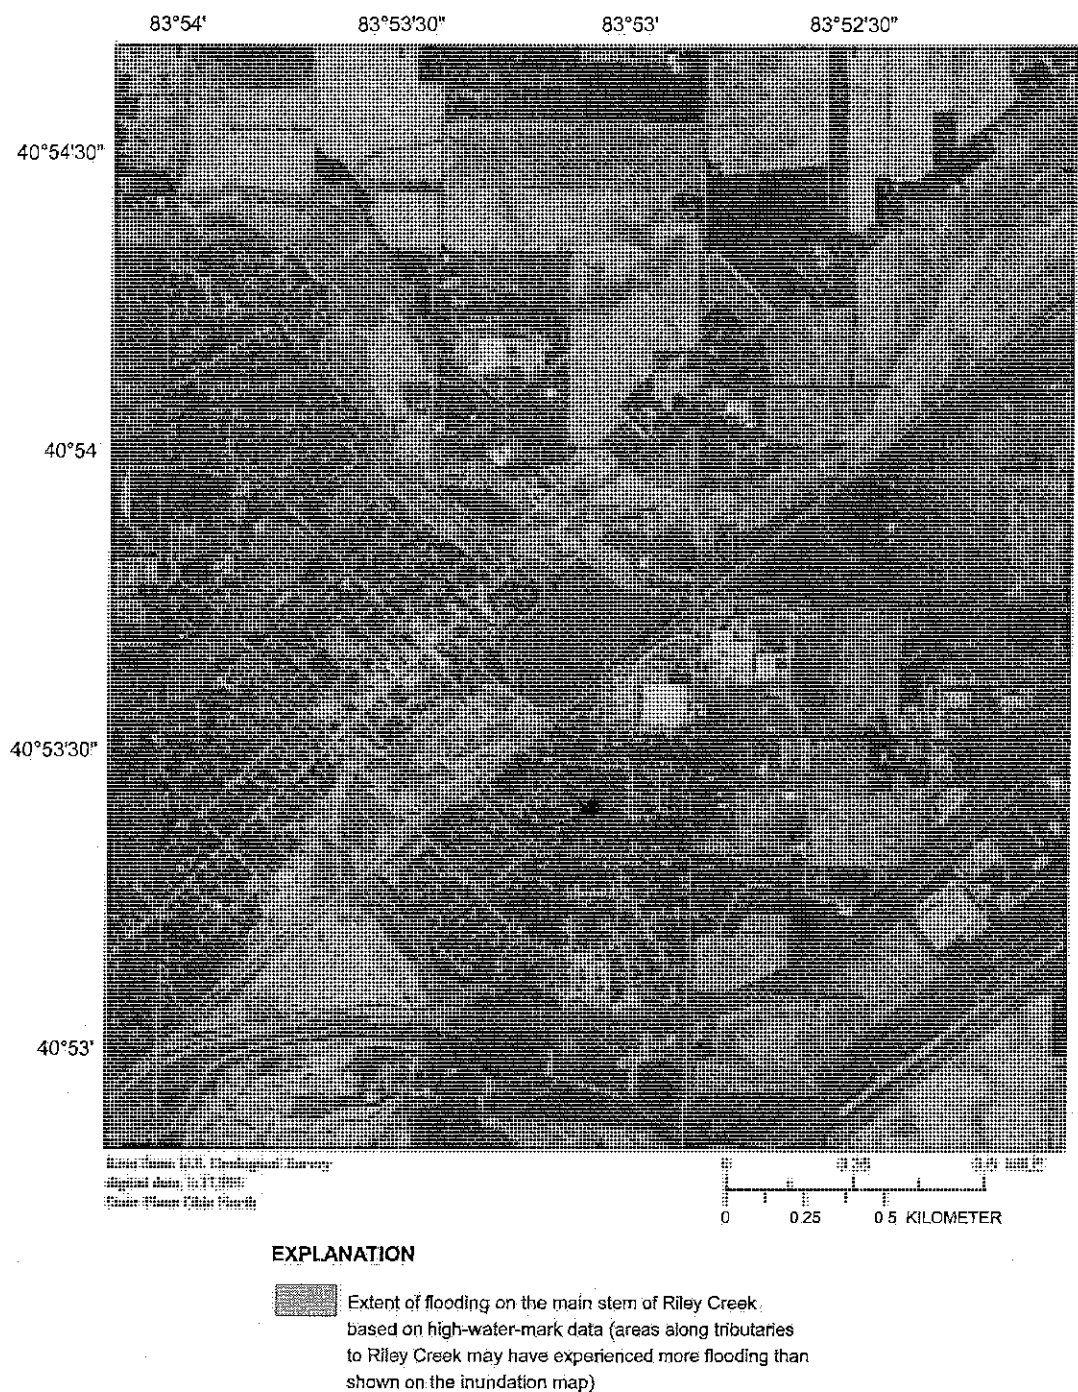 83°54' 83°53'30" 83°53' 83°52'30"
40°54'30"
40°54'
40°53'30"
40°53'
0 0.25 0.5 KILOMETER
EXPLANATION
Extent of flooding on the main stem of Riley Creek
based on high-water-mark data (areas along tributaries
to Riley Creek may have experienced more flooding than
shown on the inundation map)